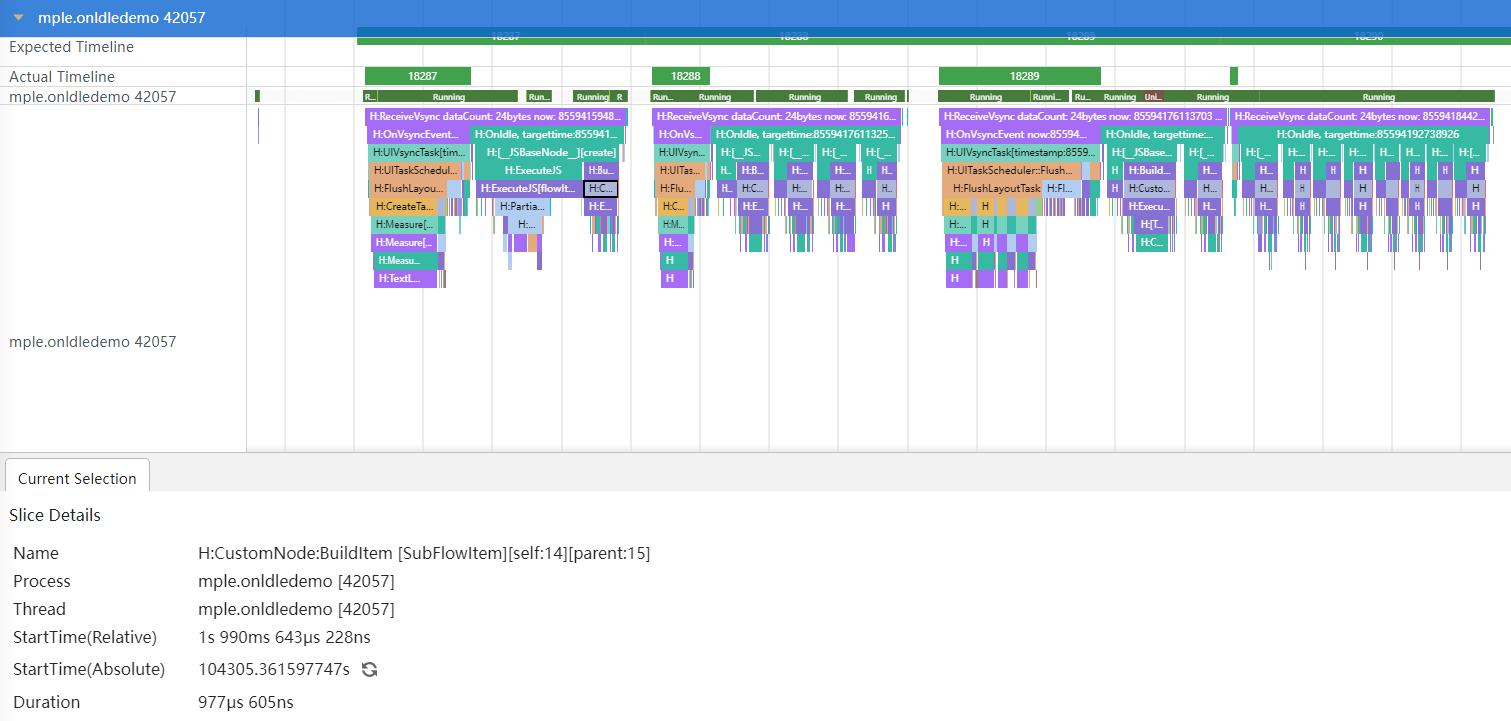 mple.onIdledemo 42057
Expected Timeline
18287 18288 18289 18290
Actual Timeline
18287 18288 18289
mple.onIdledemo 42057
R... Running Run... Running R Run... Running Running Running Running Runni... Ru... Running Uni... Running Running
H:ReceiveVsync dataCount: 24bytes now: 8559415948... H:ReceiveVsync dataCount: 24bytes now: 8559416... H:ReceiveVsync dataCount: 24bytes now: 85594176113703 ... H:ReceiveVsync dataCount: 24bytes now: 8559418442...
H:OnVsyncEvent... H:OnIdle, targettime:855941... H:OnVs... H:OnIdle, targettime:8559417611325... H:OnVsyncEvent now:85594... H:OnIdle, targettime:... H:OnIdle, targettime:85594192738926
H:UIVsyncTask[tim... H:[__JSBaseNode__][create] H:UIVsyn... H:[__JS... H:[__... H:[__... H:[_... H:UIVsyncTask[timestamp:8559... H:[__JSBase... H:[_... H:[_... H:... H:... H:... H... H... H... H:[...
H:UITaskSchedul... H:ExecuteJS H:Bu... H:UITas... H H:B... H:... H:... H H... H:UITaskScheduler::Flush... H H:Build... H... H... H H H H H H H
H:FlushLayou... H:ExecuteJS[flowIt... H:C... H:Flu... H... H:C... H:... H:... H... H:FlushLayoutTask H:Fl... H H:Custo... H... H... H H H H H H H
H:CreateTa... H:Partia... H:E... H:C... H:E... H:... H:... H H:... H H:Execu... H... H... H H H H H H H
H:Measure[... H:... H:M... H:... H H:[T...
H:Measure[... H:... H:... H H:C...
H:Measu... H H
H:TextL... H H
mple.onIdledemo 42057
Current Selection
Slice Details
Name H:CustomNode:BuildItem [SubFlowItem][self:14][parent:15]
Process mple.onIdledemo [42057]
Thread mple.onIdledemo [42057]
StartTime(Relative) 1s 990ms 643μs 228ns
StartTime(Absolute) 104305.361597747s
Duration 977μs 605ns